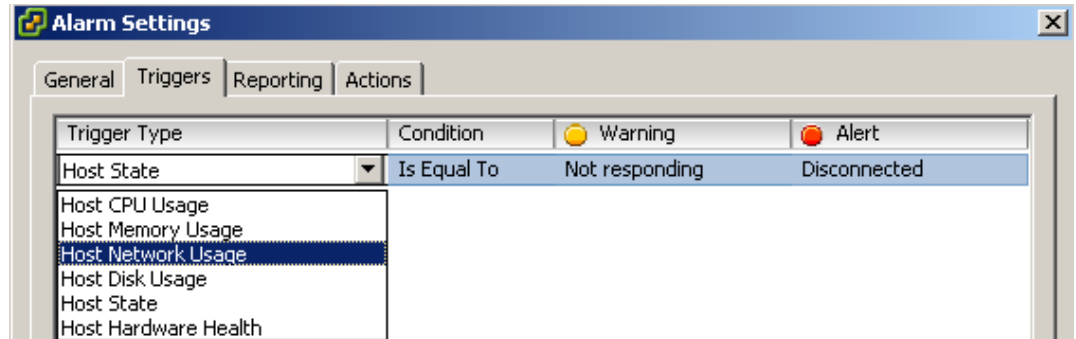 Alarm Settings
General Triggers Reporting Actions
Trigger Type Condition Warning Alert
Host State Is Equal To Not responding Disconnected
Host CPU Usage
Host Memory Usage
Host Network Usage
Host Disk Usage
Host State
Host Hardware Health